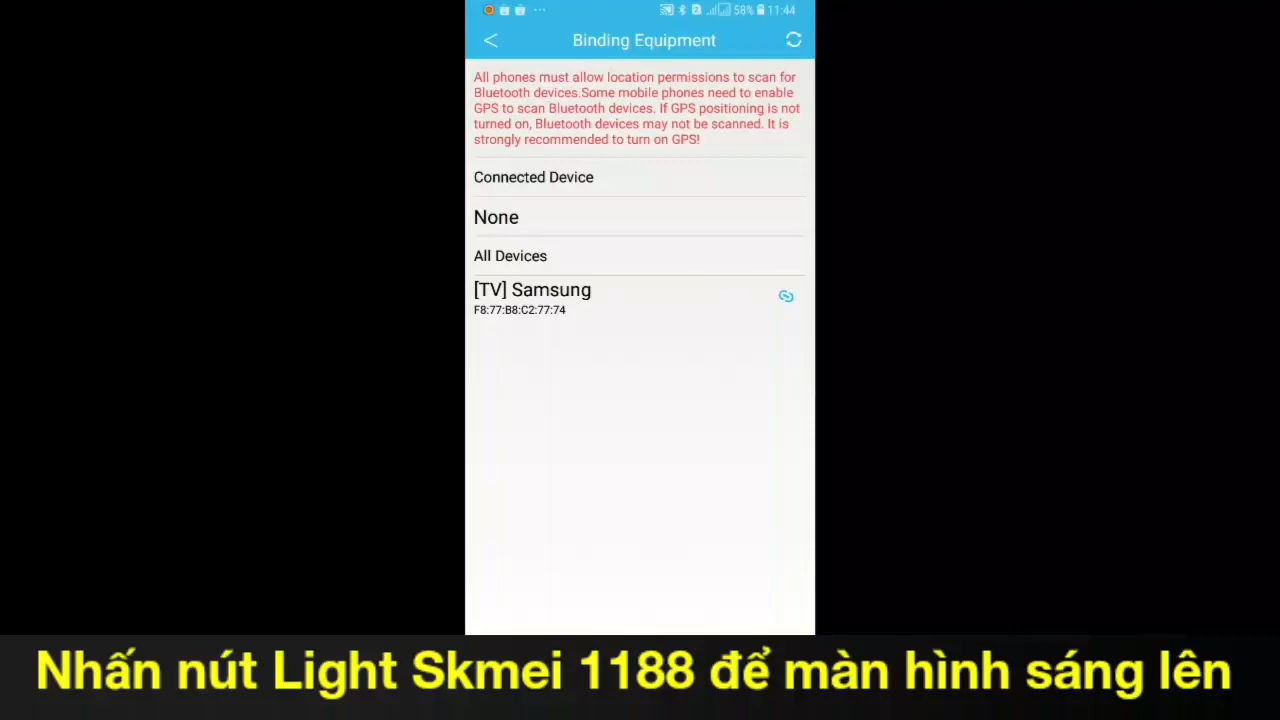 58% 11:44
< Binding Equipment
All phones must allow location permissions to scan for
Bluetooth devices.Some mobile phones need to enable
GPS to scan Bluetooth devices. If GPS positioning is not
turned on, Bluetooth devices may not be scanned. It is
strongly recommended to turn on GPS!
Connected Device
None
All Devices
[TV] Samsung
F8:77:B8:C2:77:74
Nhấn nút Light Skmei 1188 để màn hình sáng lên